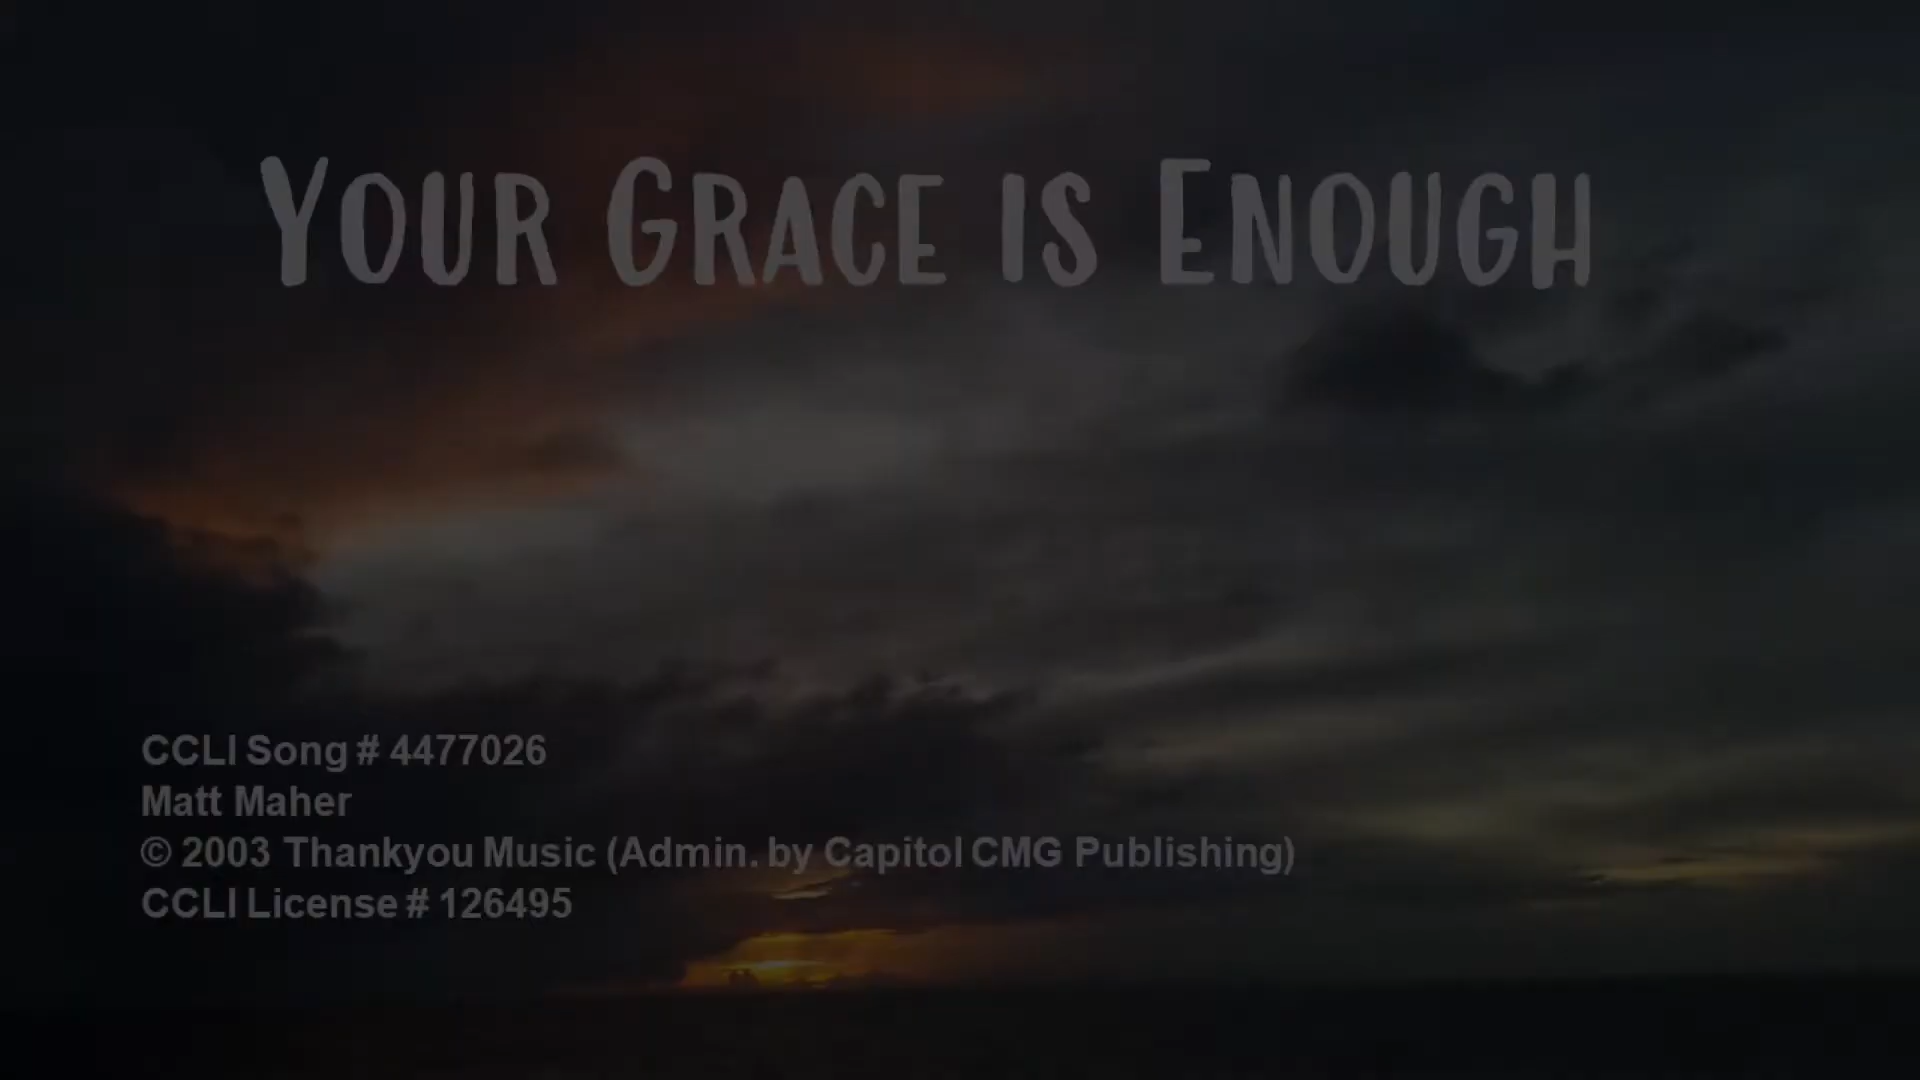 YOUR GRACE IS ENOUGH
CCLI Song # 4477026
Matt Maher
© 2003 Thankyou Music (Admin. by Capitol CMG Publishing)
CCLI License # 126495